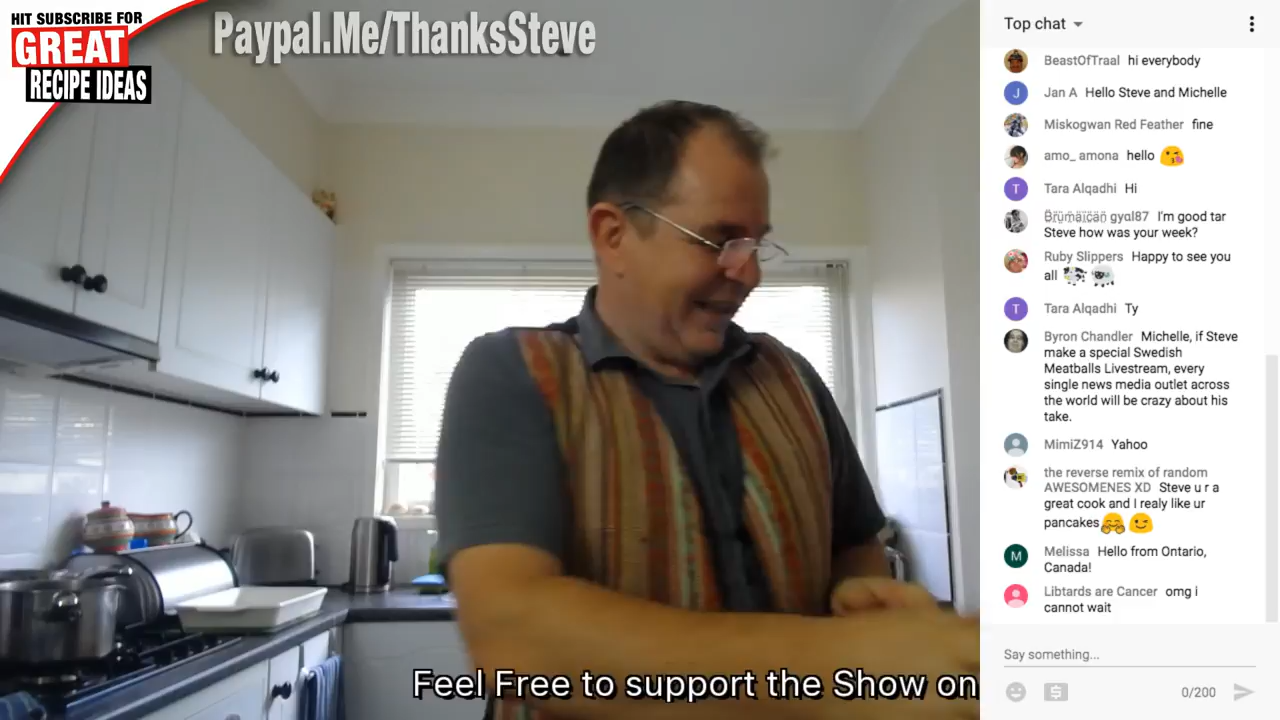 HIT SUBSCRIBE FOR
GREAT
RECIPE IDEAS
Paypal.Me/ThanksSteve
Feel Free to support the Show on
Top chat
BeastOfTraal hi everybody
J
Jan A Hello Steve and Michelle
Miskogwan Red Feather fine
amo_ amona hello 😘
T
Tara Alqadhi Hi
gyal87 I'm good tar
Steve how was your week?
Ruby Slippers Happy to see you
all 🐄 🐮
T
Tara Alqadhi Ty
Byron Chandler Michelle, if Steve
make a special Swedish
Meatballs Livestream, every
single news media outlet across
the world will be crazy about his
take.
MimiZ914 Yahoo
the reverse remix of random
AWESOMENES XD Steve u r a
great cook and I realy like ur
pancakes🤗 😉
M
Melissa Hello from Ontario,
Canada!
Libtards are Cancer omg i
cannot wait
Say something...
0/200